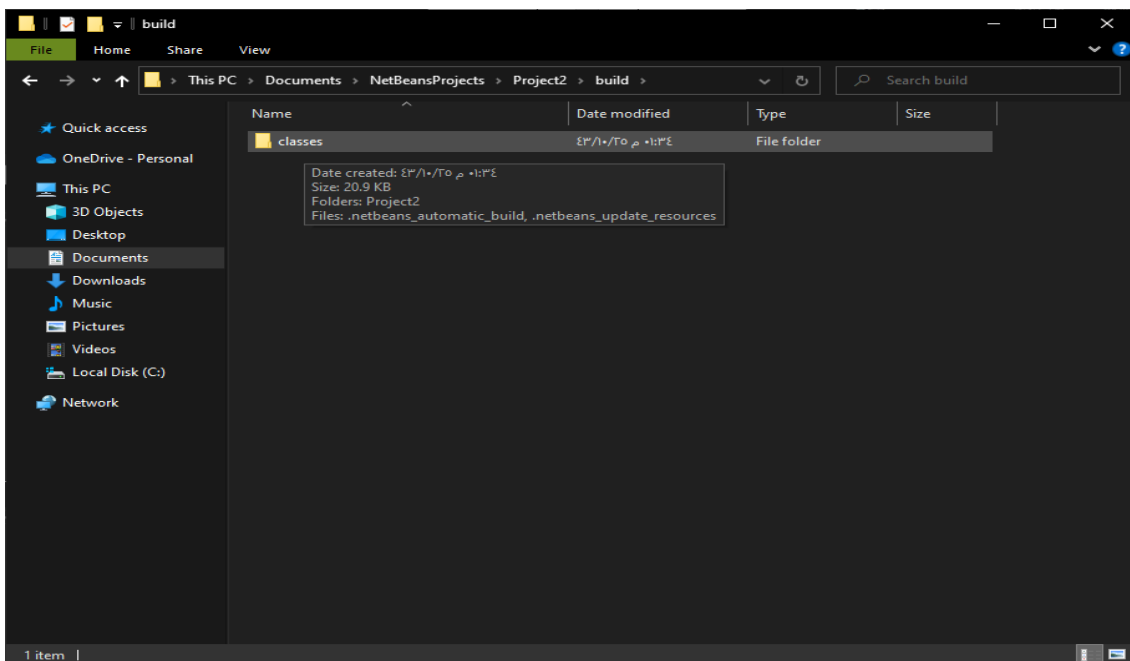 build
File Home Share View
This PC > Documents > NetBeansProjects > Project2 > build >
Search build
Name Date modified Type Size
Quick access
OneDrive - Personal
This PC
3D Objects
Desktop
Documents
Downloads
Music
Pictures
Videos
Local Disk (C:)
Network
classes ٤٣/١٠/٢٥ ٠١:٣٤ م File folder
Date created: ٤٣/١٠/٢٥ ٠١:٣٤ م
Size: 20.9 KB
Folders: Project2
Files: .netbeans_automatic_build, .netbeans_update_resources
1 item